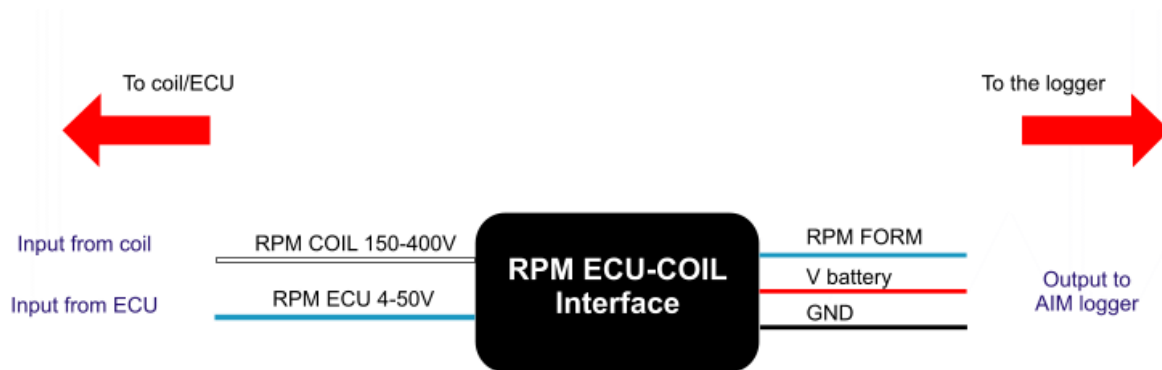 To coil/ECU
To the logger
Input from coil
RPM COIL 150-400V
Input from ECU
RPM ECU 4-50V
RPM ECU-COIL
Interface
RPM FORM
V battery
GND
Output to
AIM logger